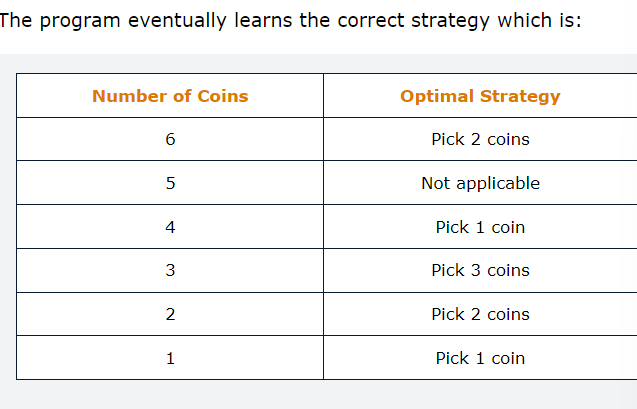 The program eventually learns the correct strategy which is:
Number of Coins Optimal Strategy
6 Pick 2 coins
5 Not applicable
4 Pick 1 coin
3 Pick 3 coins
2 Pick 2 coins
1 Pick 1 coin